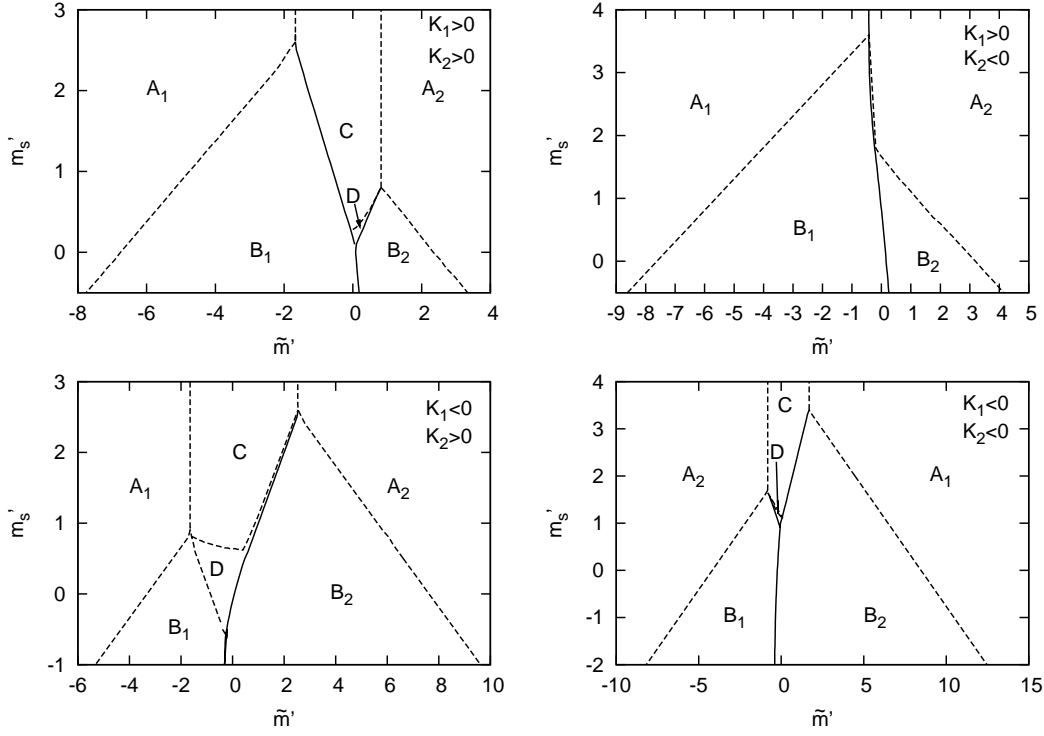 3
2
1
0
-8 -6 -4 -2 0 2 4
mₛ'
m̃'
A₁
C
A₂
D
B₁
B₂
K₁>0
K₂>0
4
3
2
1
0
-9 -8 -7 -6 -5 -4 -3 -2 -1 0 1 2 3 4 5
mₛ'
m̃'
A₁
A₂
B₁
B₂
K₁>0
K₂<0
3
2
1
0
-1
-6 -4 -2 0 2 4 6 8 10
mₛ'
m̃'
A₁
C
A₂
D
B₁
B₂
K₁<0
K₂>0
4
3
2
1
0
-1
-2
-10 -5 0 5 10 15
mₛ'
m̃'
A₂
C
D
A₁
B₁
B₂
K₁<0
K₂<0